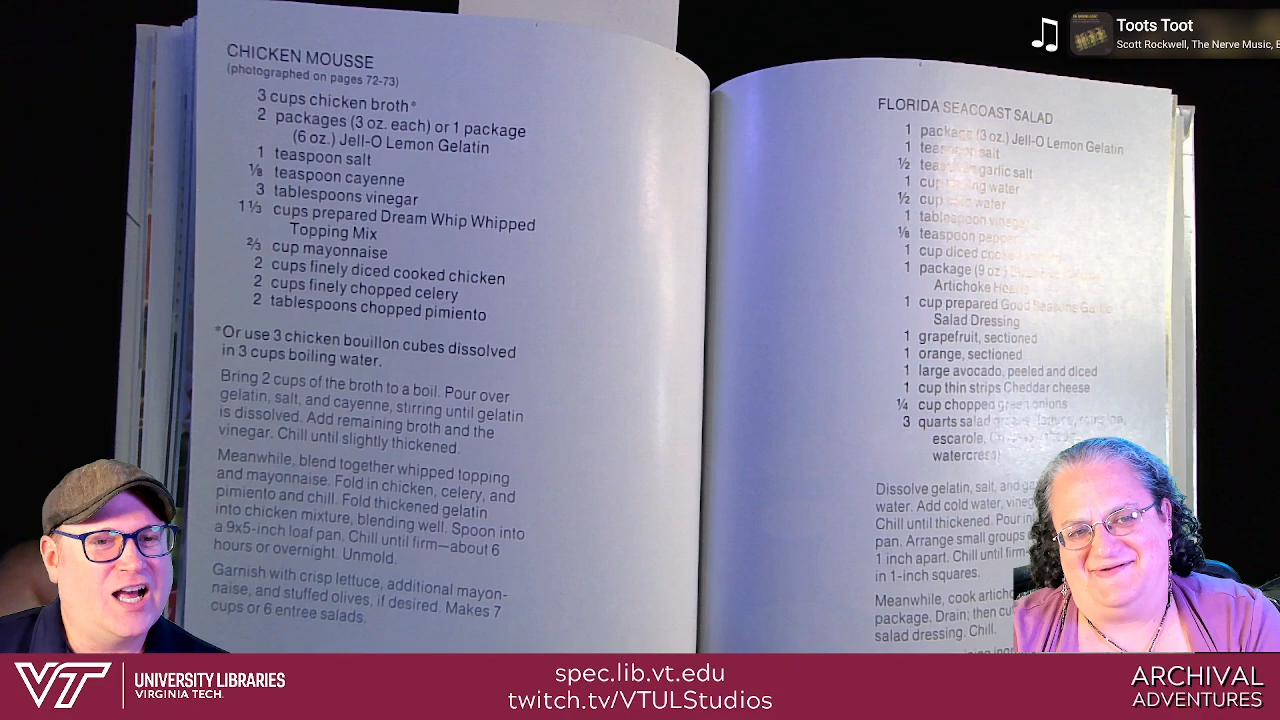 CHICKEN MOUSSE
(photographed on pages 72-73)
3 cups chicken broth*
2 packages (3 oz. each) or 1 package
(6 oz.) Jell-O Lemon Gelatin
1 teaspoon salt
⅛ teaspoon cayenne
3 tablespoons vinegar
1⅓ cups prepared Dream Whip Whipped
Topping Mix
⅔ cup mayonnaise
2 cups finely diced cooked chicken
2 cups finely chopped celery
2 tablespoons chopped pimiento
*Or use 3 chicken bouillon cubes dissolved
in 3 cups boiling water.
Bring 2 cups of the broth to a boil. Pour over
gelatin, salt, and cayenne, stirring until gelatin
is dissolved. Add remaining broth and the
vinegar. Chill until slightly thickened.
Meanwhile, blend together whipped topping
and mayonnaise. Fold in chicken, celery, and
pimiento and chill. Fold thickened gelatin
into chicken mixture, blending well. Spoon into
a 9x5-inch loaf pan. Chill until firm—about 6
hours or overnight. Unmold.
Garnish with crisp lettuce, additional mayon-
naise, and stuffed olives, if desired. Makes 7
cups or 6 entree salads.
FLORIDA SEACOAST SALAD
1 package (3 oz.) Jell-O Lemon Gelatin
1 teaspoon salt
½ teaspoon garlic salt
1 cup boiling water
½ cup cold water
1 tablespoon vinegar
⅛ teaspoon pepper
1 cup diced
1 package (9 oz.)
Artichoke Hearts
1 cup prepared Good Seasons Garlic
Salad Dressing
1 grapefruit, sectioned
1 orange, sectioned
1 large avocado, peeled and diced
1 cup thin strips Cheddar cheese
¼ cup chopped green onions
3 quarts salad greens
escarole,
watercress)
Dissolve gelatin, salt, and
water. Add cold water,
Chill until thickened. Pour
pan. Arrange small groups
1 inch apart. Chill until firm
in 1-inch squares.
Meanwhile, cook
package. Drain; then
salad dressing. Chill.
Toots Toot
Scott Rockwell, The Nerve Music,
VT
UNIVERSITY LIBRARIES
VIRGINIA TECH.
spec.lib.vt.edu
twitch.tv/VTULStudios
ARCHIVAL
ADVENTURES